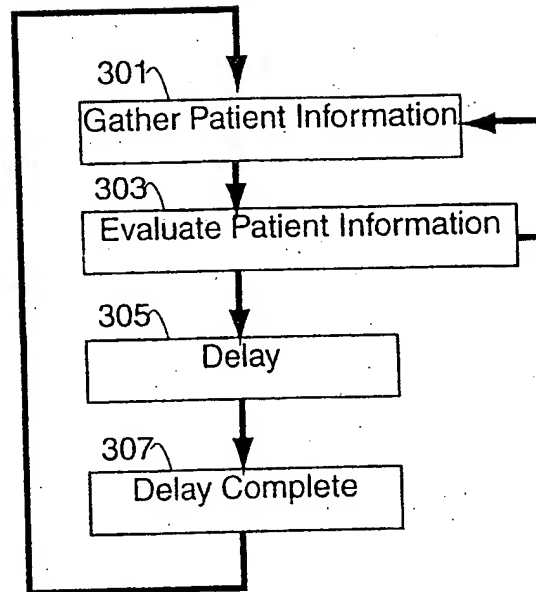 301
Gather Patient Information
303
Evaluate Patient Information
305
Delay
307
Delay Complete